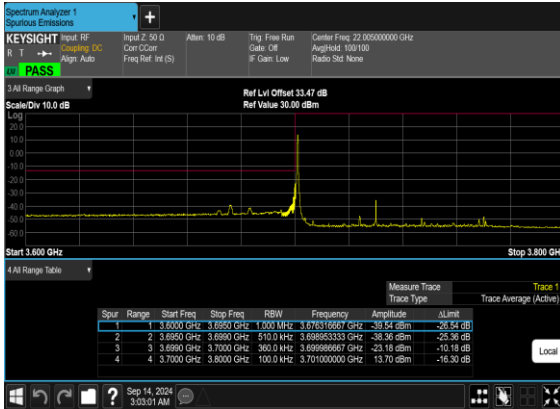 Spectrum Analyzer 1
Spurious Emissions
+
KEYSIGHT Input: RF Input Z: 50 Ω Atten: 10 dB Trig: Free Run Center Freq: 22.005000000 GHz
R T Coupling: DC Corr CCorr Gate: Off Avg|Hold: 100/100
Align: Auto Freq Ref: Int (S) IF Gain: Low Radio Std: None
PASS
3 All Range Graph
Ref Lvl Offset 33.47 dB
Scale/Div 10.0 dB Ref Value 30.00 dBm
Log
20.0
10.0
0.00
-10.0
-20.0
-30.0
-40.0
-50.0
-60.0
Start 3.600 GHz Stop 3.800 GH
4 All Range Table
Measure Trace Trace 1
Trace Type Trace Average (Active)
Spur Range Start Freq Stop Freq RBW Frequency Amplitude ΔLimit
1 1 3.6000 GHz 3.6950 GHz 1.000 MHz 3.676316667 GHz -39.54 dBm -26.54 dB
2 2 3.6950 GHz 3.6990 GHz 510.0 kHz 3.698953333 GHz -38.36 dBm -25.36 dB
3 3 3.6990 GHz 3.7000 GHz 360.0 kHz 3.699986667 GHz -23.18 dBm -10.18 dB
4 4 3.7000 GHz 3.8000 GHz 100.0 kHz 3.701000000 GHz 13.70 dBm -16.30 dB
Local
?
Sep 14, 2024
3:03:01 AM